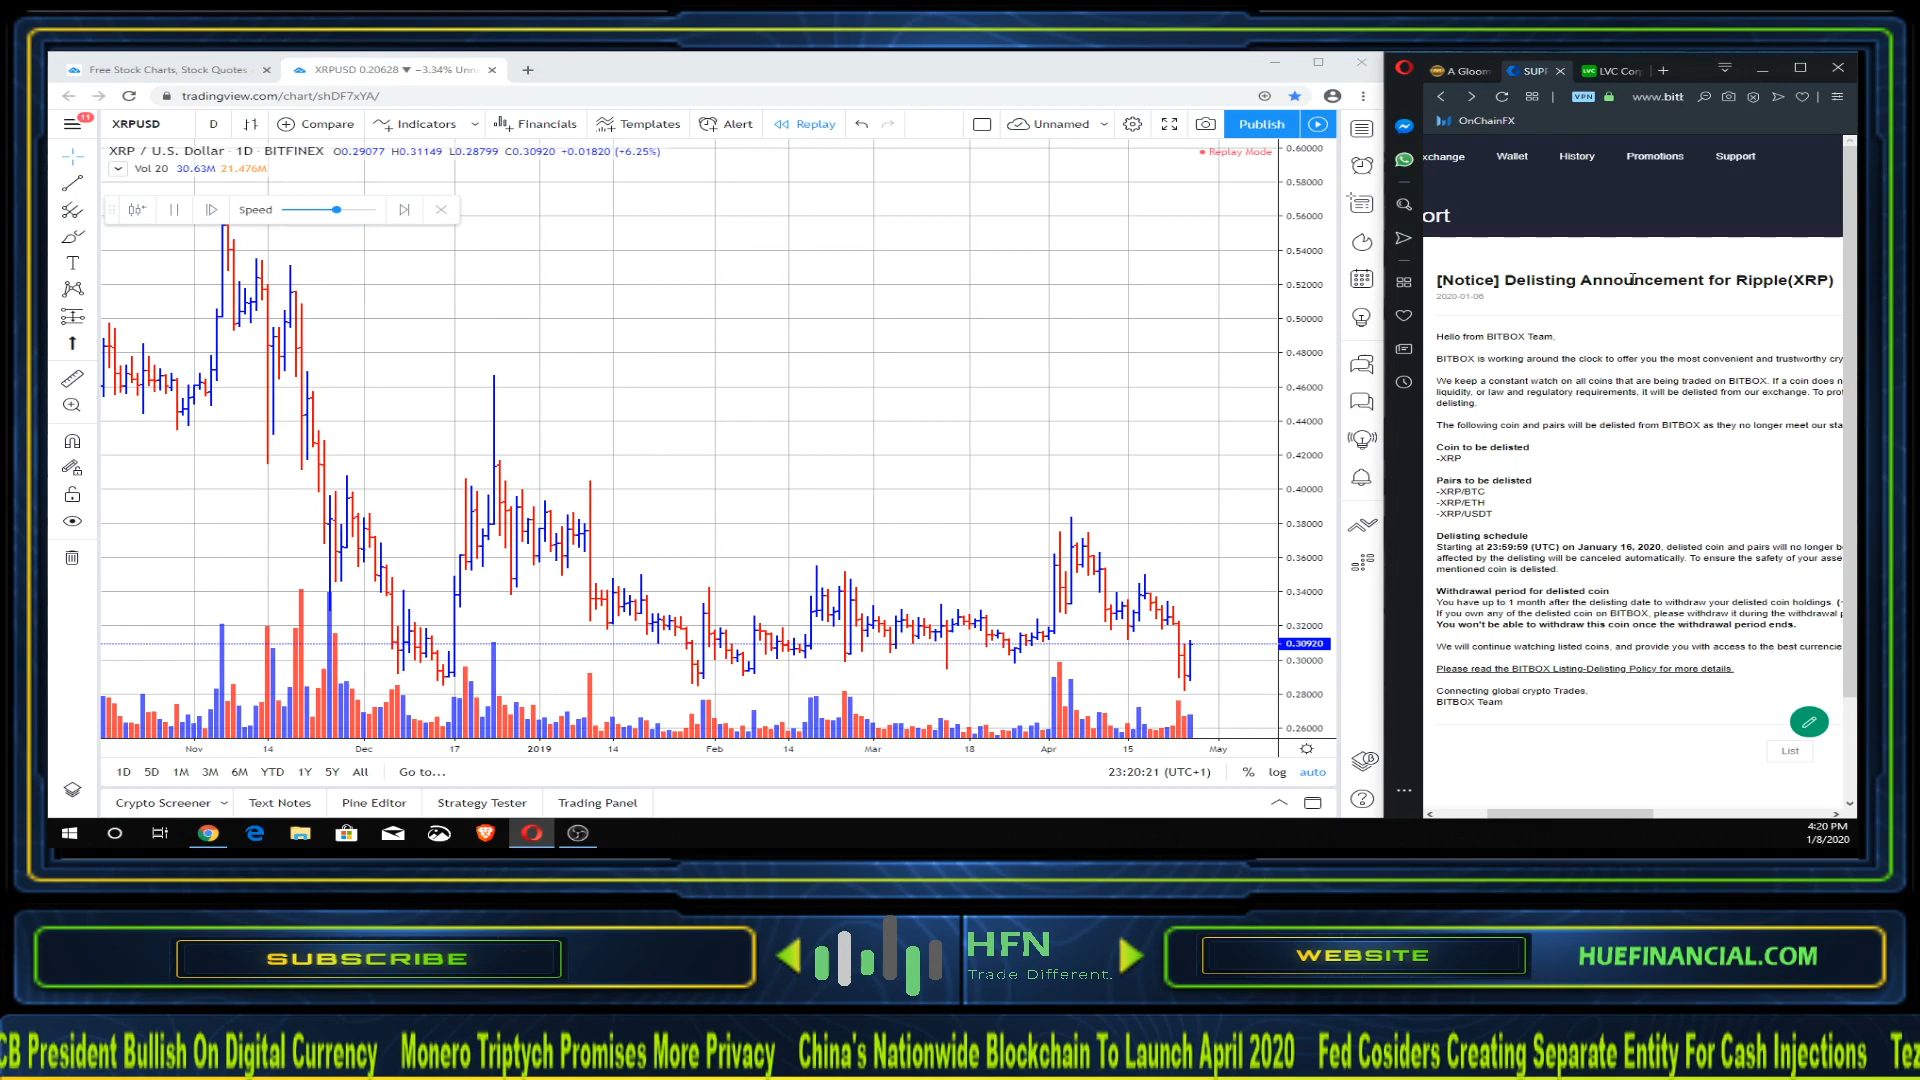 Free Stock Charts, Stock Quotes
XRPUSD 0.20628 ▼ −3.34% Unna
tradingview.com/chart/shDF7xYA/
11
XRPUSD
D
Compare
Indicators
Financials
Templates
Alert
Replay
Unnamed
Publish
XRP / U.S. Dollar · 1D · BITFINEX O0.29077 H0.31149 L0.28799 C0.30920 +0.01820 (+6.25%)
Replay Mode
Vol 20 30.63M 21.476M
Speed
0.60000
0.58000
0.56000
0.54000
0.52000
0.50000
0.48000
0.46000
0.44000
0.42000
0.40000
0.38000
0.36000
0.34000
0.32000
0.30920
0.30000
0.28000
0.26000
Nov 14 Dec 17 2019 14 Feb 14 Mar 18 Apr 15 May
1D 5D 1M 3M 6M YTD 1Y 5Y All Go to...
23:20:21 (UTC+1) % log auto
Crypto Screener Text Notes Pine Editor Strategy Tester Trading Panel
A Gloom
SUPP
LVC Corp
VPN www.bitb
OnChainFX
xchange Wallet History Promotions Support
ort
[Notice] Delisting Announcement for Ripple(XRP)
2020-01-06
Hello from BITBOX Team,
BITBOX is working around the clock to offer you the most convenient and trustworthy cry
We keep a constant watch on all coins that are being traded on BITBOX. If a coin does n
liquidity, or law and regulatory requirements, it will be delisted from our exchange. To prot
delisting.
The following coin and pairs will be delisted from BITBOX as they no longer meet our sta
Coin to be delisted
-XRP
Pairs to be delisted
-XRP/BTC
-XRP/ETH
-XRP/USDT
Delisting schedule
Starting at 23:59:59 (UTC) on January 16, 2020, delisted coin and pairs will no longer b
affected by the delisting will be canceled automatically. To ensure the safety of your asse
mentioned coin is delisted.
Withdrawal period for delisted coin
You have up to 1 month after the delisting date to withdraw your delisted coin holdings. (
If you own any of the delisted coin on BITBOX, please withdraw it during the withdrawal p
You won't be able to withdraw this coin once the withdrawal period ends.
We will continue watching listed coins, and provide you with access to the best currencie
Please read the BITBOX Listing-Delisting Policy for more details.
Connecting global crypto Trades,
BITBOX Team
List
4:20 PM
1/8/2020
SUBSCRIBE
HFN
Trade Different.
WEBSITE
HUEFINANCIAL.COM
CB President Bullish On Digital Currency Monero Triptych Promises More Privacy China's Nationwide Blockchain To Launch April 2020 Fed Cosiders Creating Separate Entity For Cash Injections Tez